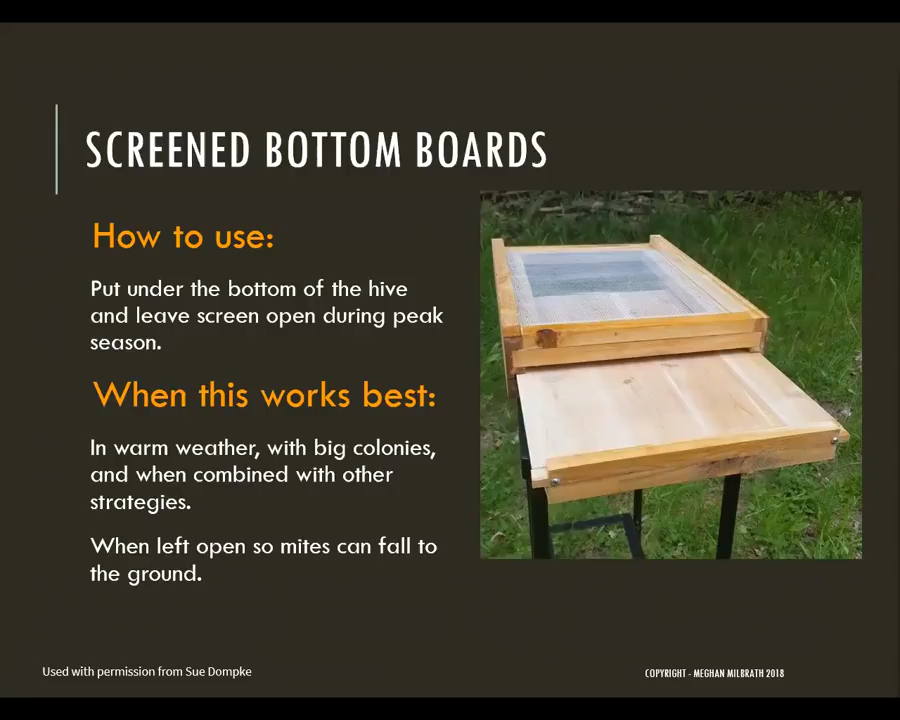 SCREENED BOTTOM BOARDS
How to use:
Put under the bottom of the hive
and leave screen open during peak
season.
When this works best:
In warm weather, with big colonies,
and when combined with other
strategies.
When left open so mites can fall to
the ground.
Used with permission from Sue Dompke
COPYRIGHT - MEGHAN MILBRATH 2018